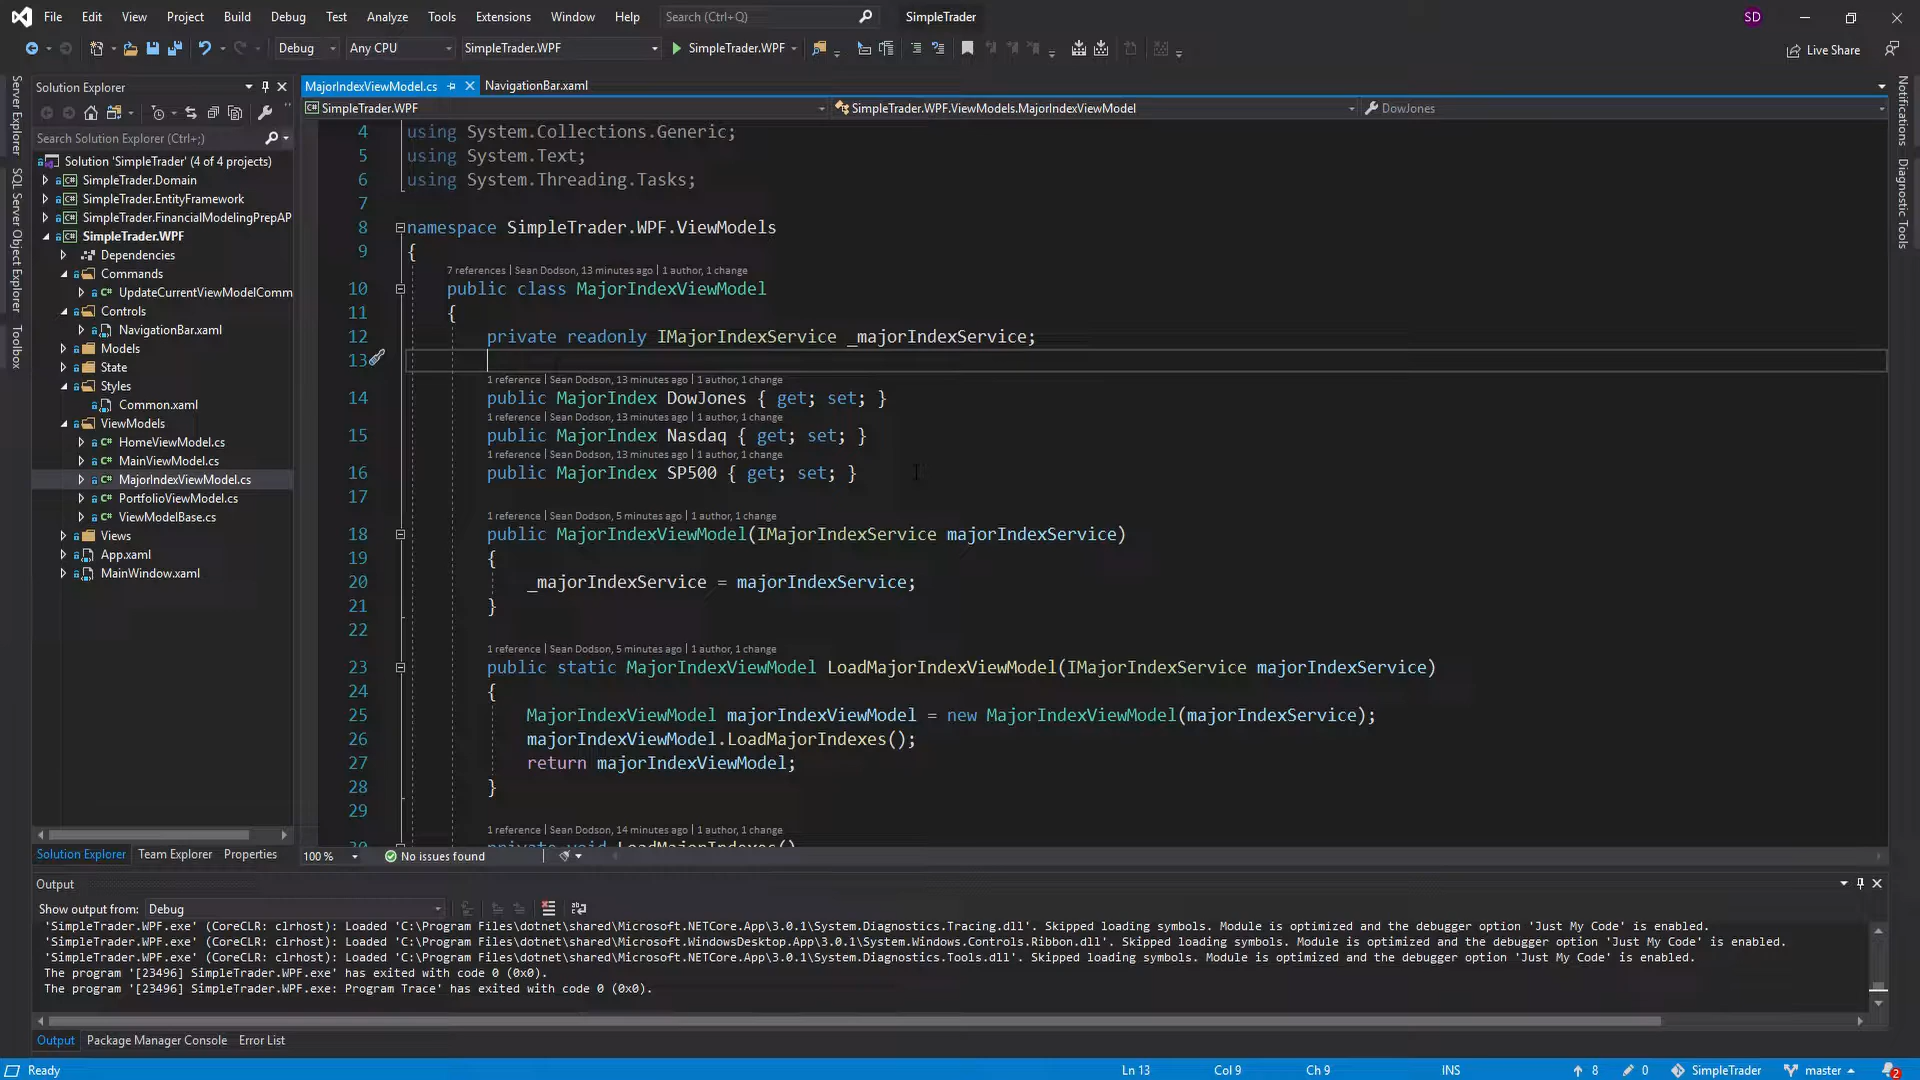 File Edit View Project Build Debug Test Analyze Tools Extensions Window Help Search (Ctrl+Q) SimpleTrader SD
Debug Any CPU SimpleTrader.WPF SimpleTrader.WPF Live Share
Server Explorer
SQL Server Object Explorer
Toolbox
Solution Explorer
Search Solution Explorer (Ctrl+;)
Solution 'SimpleTrader' (4 of 4 projects)
SimpleTrader.Domain
SimpleTrader.EntityFramework
SimpleTrader.FinancialModelingPrepAP
SimpleTrader.WPF
Dependencies
Commands
UpdateCurrentViewModelComm
Controls
NavigationBar.xaml
Models
State
Styles
Common.xaml
ViewModels
HomeViewModel.cs
MainViewModel.cs
MajorIndexViewModel.cs
PortfolioViewModel.cs
ViewModelBase.cs
Views
App.xaml
MainWindow.xaml
Solution Explorer Team Explorer Properties
MajorIndexViewModel.cs NavigationBar.xaml
SimpleTrader.WPF SimpleTrader.WPF.ViewModels.MajorIndexViewModel DowJones
4 using System.Collections.Generic;
5 using System.Text;
6 using System.Threading.Tasks;
7
8 namespace SimpleTrader.WPF.ViewModels
9 {
7 references | Sean Dodson, 13 minutes ago | 1 author, 1 change
10 public class MajorIndexViewModel
11 {
12 private readonly IMajorIndexService _majorIndexService;
13
1 reference | Sean Dodson, 13 minutes ago | 1 author, 1 change
14 public MajorIndex DowJones { get; set; }
1 reference | Sean Dodson, 13 minutes ago | 1 author, 1 change
15 public MajorIndex Nasdaq { get; set; }
1 reference | Sean Dodson, 13 minutes ago | 1 author, 1 change
16 public MajorIndex SP500 { get; set; }
17
1 reference | Sean Dodson, 5 minutes ago | 1 author, 1 change
18 public MajorIndexViewModel(IMajorIndexService majorIndexService)
19 {
20 _majorIndexService = majorIndexService;
21 }
22
1 reference | Sean Dodson, 5 minutes ago | 1 author, 1 change
23 public static MajorIndexViewModel LoadMajorIndexViewModel(IMajorIndexService majorIndexService)
24 {
25 MajorIndexViewModel majorIndexViewModel = new MajorIndexViewModel(majorIndexService);
26 majorIndexViewModel.LoadMajorIndexes();
27 return majorIndexViewModel;
28 }
29
1 reference | Sean Dodson, 14 minutes ago | 1 author, 1 change
30 private void LoadMajorIndexes()
100 % No issues found
Notifications
Diagnostic Tools
Output
Show output from: Debug
'SimpleTrader.WPF.exe' (CoreCLR: clrhost): Loaded 'C:\Program Files\dotnet\shared\Microsoft.NETCore.App\3.0.1\System.Diagnostics.Tracing.dll'. Skipped loading symbols. Module is optimized and the debugger option 'Just My Code' is enabled.
'SimpleTrader.WPF.exe' (CoreCLR: clrhost): Loaded 'C:\Program Files\dotnet\shared\Microsoft.WindowsDesktop.App\3.0.1\System.Windows.Controls.Ribbon.dll'. Skipped loading symbols. Module is optimized and the debugger option 'Just My Code' is enabled.
'SimpleTrader.WPF.exe' (CoreCLR: clrhost): Loaded 'C:\Program Files\dotnet\shared\Microsoft.NETCore.App\3.0.1\System.Diagnostics.Tools.dll'. Skipped loading symbols. Module is optimized and the debugger option 'Just My Code' is enabled.
The program '[23496] SimpleTrader.WPF.exe' has exited with code 0 (0x0).
The program '[23496] SimpleTrader.WPF.exe: Program Trace' has exited with code 0 (0x0).
Output Package Manager Console Error List
Ready Ln 13 Col 9 Ch 9 INS 8 0 SimpleTrader master 2